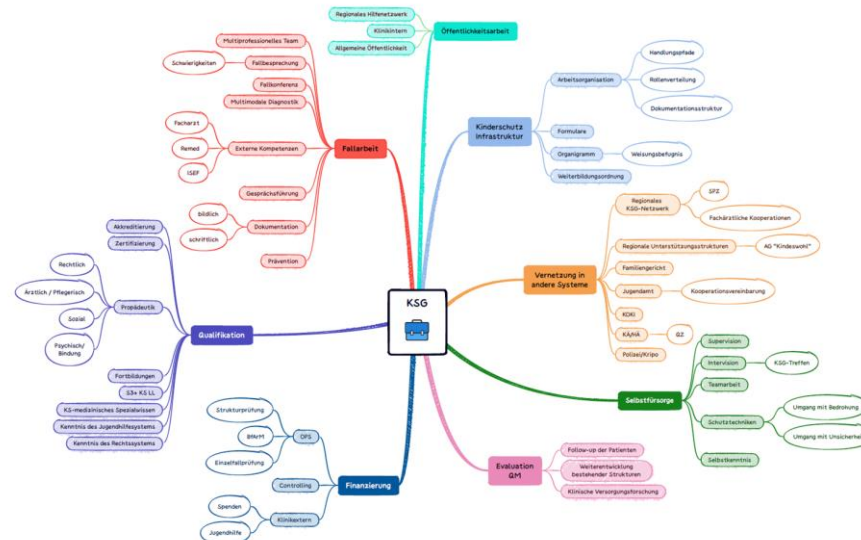 KSG
Öffentlichkeitsarbeit
Regionales Hilfenetzwerk
Klinikintern
Allgemeine Öffentlichkeit
Kinderschutz
infrastruktur
Arbeitsorganisation
Handlungspfade
Rollenverteilung
Dokumentationsstruktur
Formulare
Organigramm
Weisungsbefugnis
Weiterbildungsordnung
Vernetzung in
andere Systeme
Regionales
KSG-Netzwerk
SPZ
Fachärztliche Kooperationen
Regionale Unterstützungsstrukturen
AG "Kindeswohl"
Familiengericht
Jugendamt
Kooperationsvereinbarung
KOKI
KÄ/HÄ
QZ
Polizei/Kripo
Selbstfürsorge
Supervision
Intervision
KSG-Treffen
Teamarbeit
Schutztechniken
Umgang mit Bedrohung
Umgang mit Unsicherhei
Selbstkenntnis
Evaluation
QM
Follow-up der Patienten
Weiterentwicklung
bestehender Strukturen
Klinische Versorgungsforschung
Finanzierung
OPS
Strukturprüfung
Einzelfallprüfung
Controlling
Klinikextern
Spenden
Jugendhilfe
Qualifikation
Akkreditierung
Zertifizierung
Propädeutik
Rechtlich
Ärztlich / Pflegerisch
Sozial
Psychisch/
Bindung
Fortbildungen
S3+ KS LL
KS-medizinisches Spezialwissen
Kenntnis des Jugendhilfesystems
Kenntnis des Rechtssystems
Fallarbeit
Multiprofessionelles Team
Fallbesprechung
Schwierigkeiten
Fallkonferenz
Multimodale Diagnostik
Externe Kompetenzen
Facharzt
Remed
ISEF
Gesprächsführung
Dokumentation
bildlich
schriftlich
Prävention